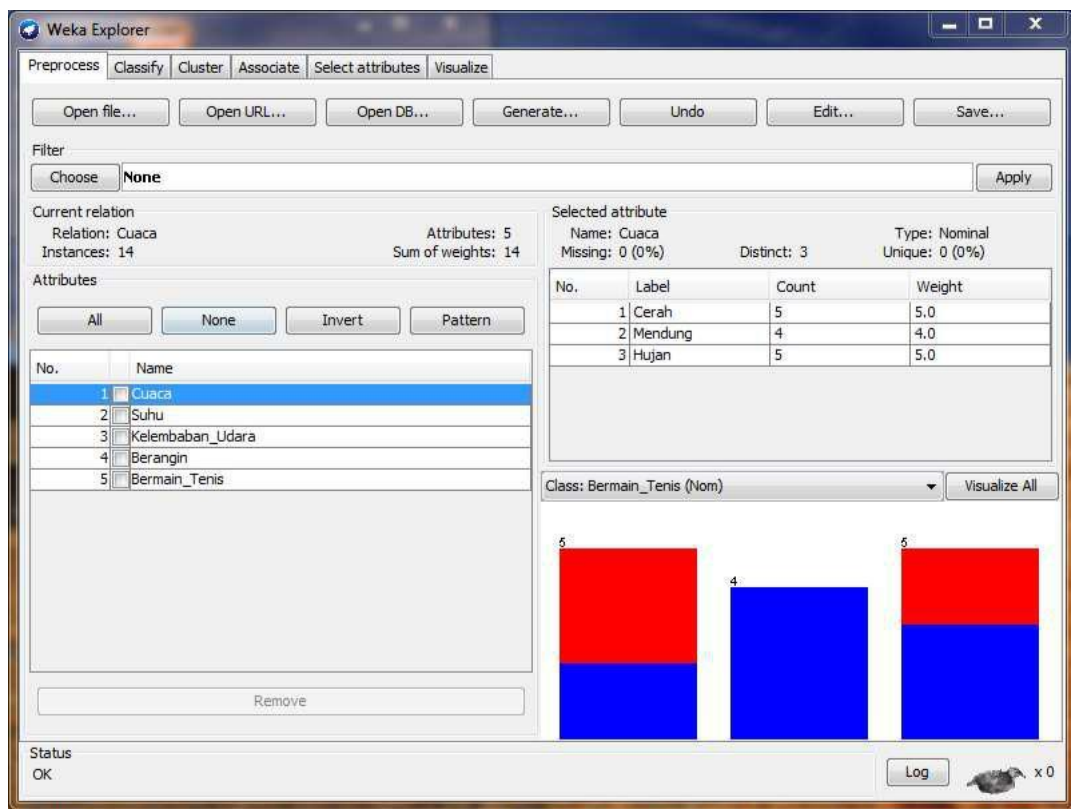 Weka Explorer
Preprocess Classify Cluster Associate Select attributes Visualize
Open file... Open URL... Open DB... Generate... Undo Edit... Save...
Filter
Choose None Apply
Current relation
Relation: Cuaca Attributes: 5
Instances: 14 Sum of weights: 14
Attributes
All None Invert Pattern
No. Name
1 Cuaca
2 Suhu
3 Kelembaban_Udara
4 Berangin
5 Bermain_Tenis
Remove
Selected attribute
Name: Cuaca Type: Nominal
Missing: 0 (0%) Distinct: 3 Unique: 0 (0%)
No. Label Count Weight
1 Cerah 5 5.0
2 Mendung 4 4.0
3 Hujan 5 5.0
Class: Bermain_Tenis (Nom) Visualize All
5 4 5
Status
OK Log x 0